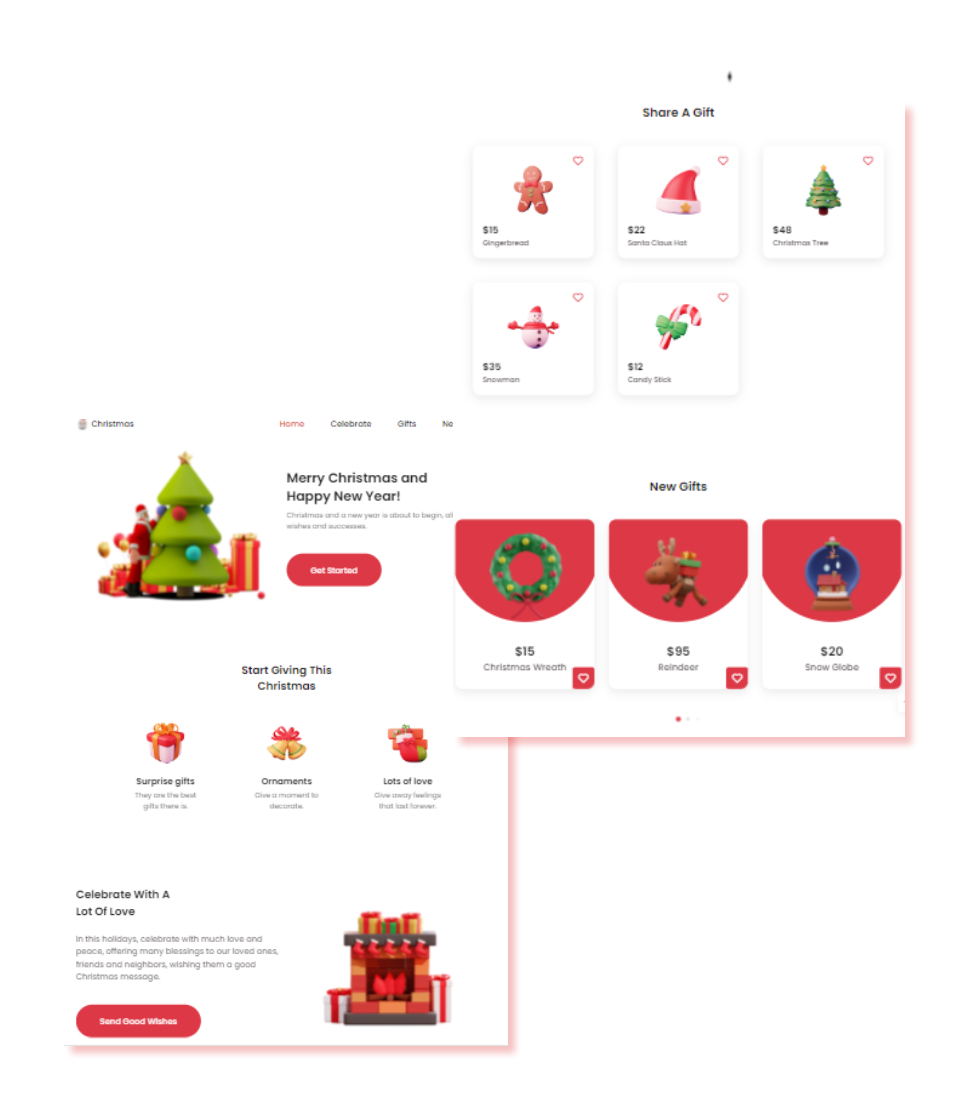 Share A Gift
$15
Gingerbread
$22
Santa Claus Hat
$48
Christmas Tree
$35
Snowman
$12
Candy Stick
Christmas
Home Celebrate Gifts Ne
Merry Christmas and
Happy New Year!
Christmas and a new year is about to begin, all
wishes and successes.
Get Started
New Gifts
$15
Christmas Wreath
$95
Reindeer
$20
Snow Globe
Start Giving This
Christmas
Surprise gifts
They are the best
gifts there is.
Ornaments
Give a moment to
decorate.
Lots of love
Give away feelings
that last forever.
Celebrate With A
Lot Of Love
In this holidays, celebrate with much love and
peace, offering many blessings to our loved ones,
friends and neighbors, wishing them a good
Christmas message.
Send Good Wishes